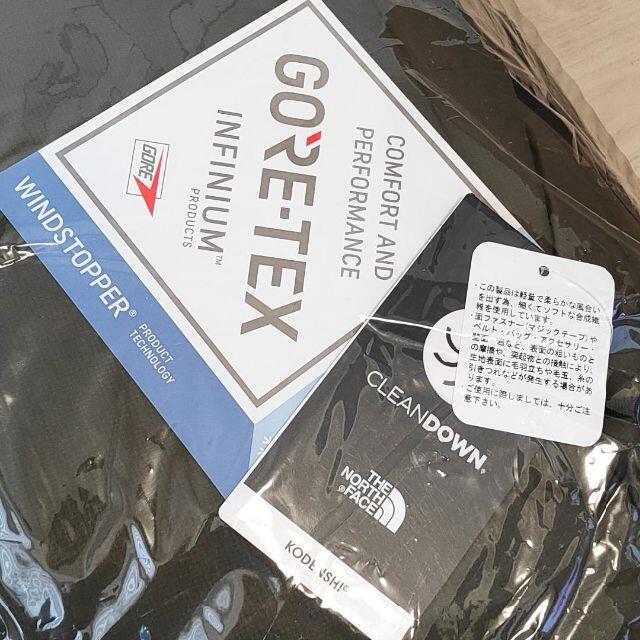 GORE-TEX
INFINIUM™
PRODUCTS
COMFORT AND
PERFORMANCE
GORE
WINDSTOPPER®
PRODUCT
TECHNOLOGY
CLEANDOWN®
THE
NORTH
FACE
KODENSHI®
・この製品は軽量で柔らかな風合い
を出す為、細くてソフトな合成繊
維を使用しています。
・面ファスナー(マジックテープ)や
ベルト・バッグ・アクセサリー・
壁面・岩など、表面の粗いものと
の摩擦や、突起物との接触により、
生地表面に毛羽立ちや毛玉、糸の
引きつれなどが発生する場合があ
ります。
・ご使用に際しましては、十分ご注
意下さい。